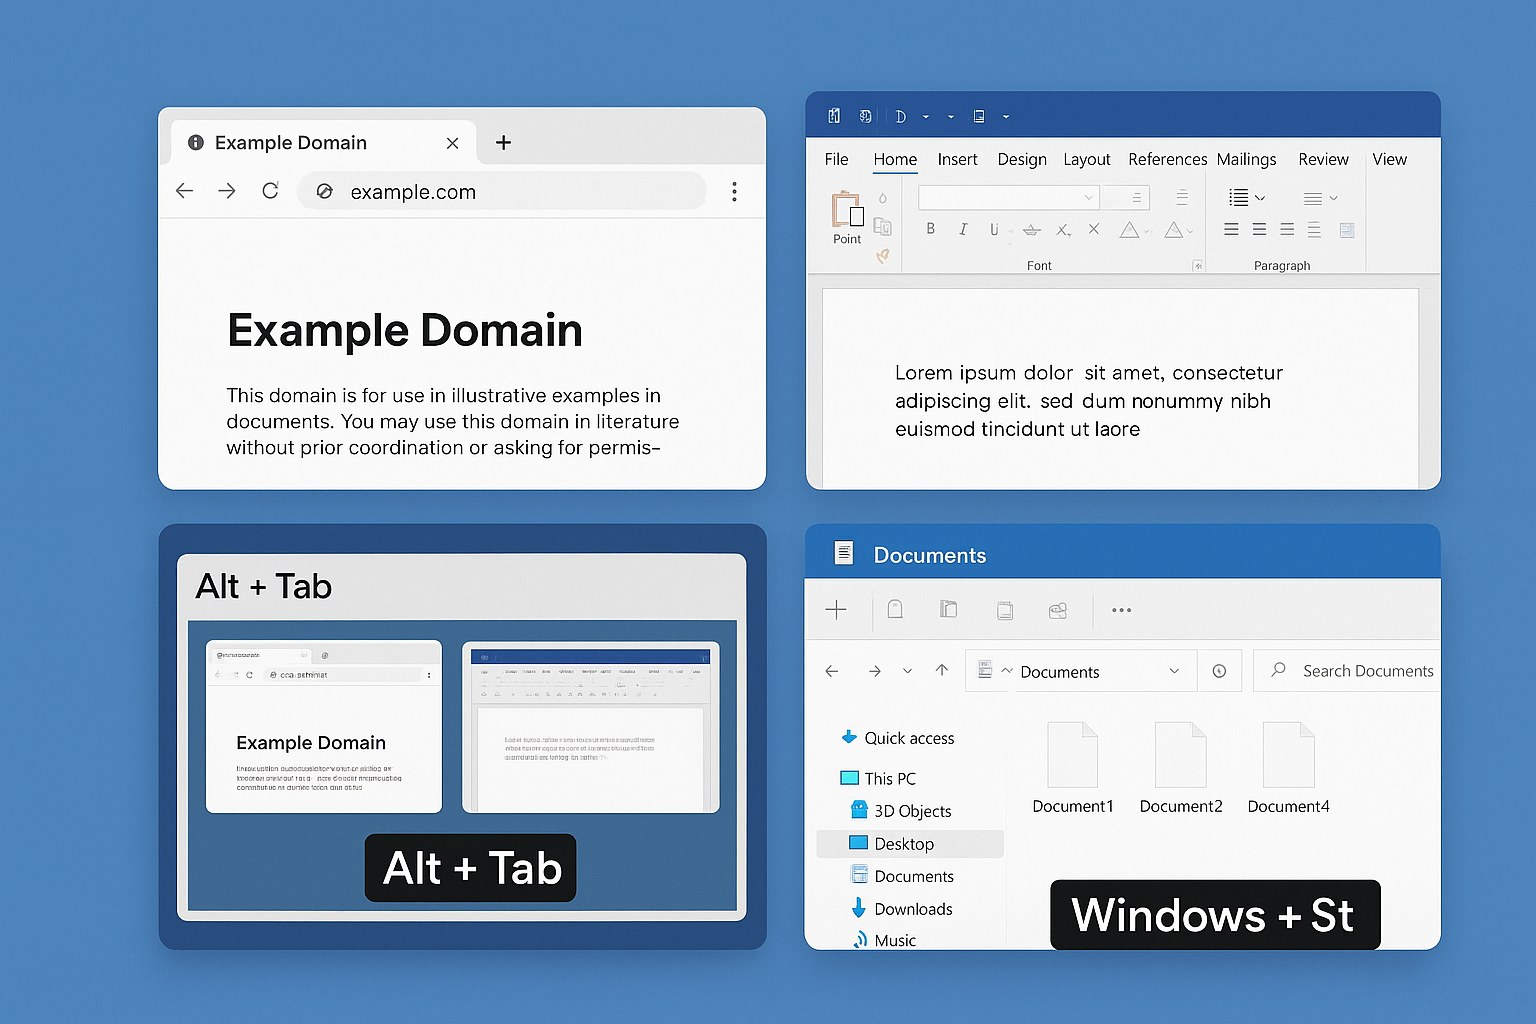 Example Domain
example.com
Example Domain
This domain is for use in illustrative examples in
documents. You may use this domain in literature
without prior coordination or asking for permis–
File Home Insert Design Layout References Mailings Review View
Point
Font
Paragraph
Lorem ipsum dolor sit amet, consectetur
adipiscing elit. sed dum nonummy nibh
euismod tincidunt ut laore
Alt + Tab
Example Domain
Alt + Tab
Documents
Documents
Search Documents
Quick access
This PC
3D Objects
Desktop
Documents
Downloads
Music
Document1 Document2 Document4
Windows + St